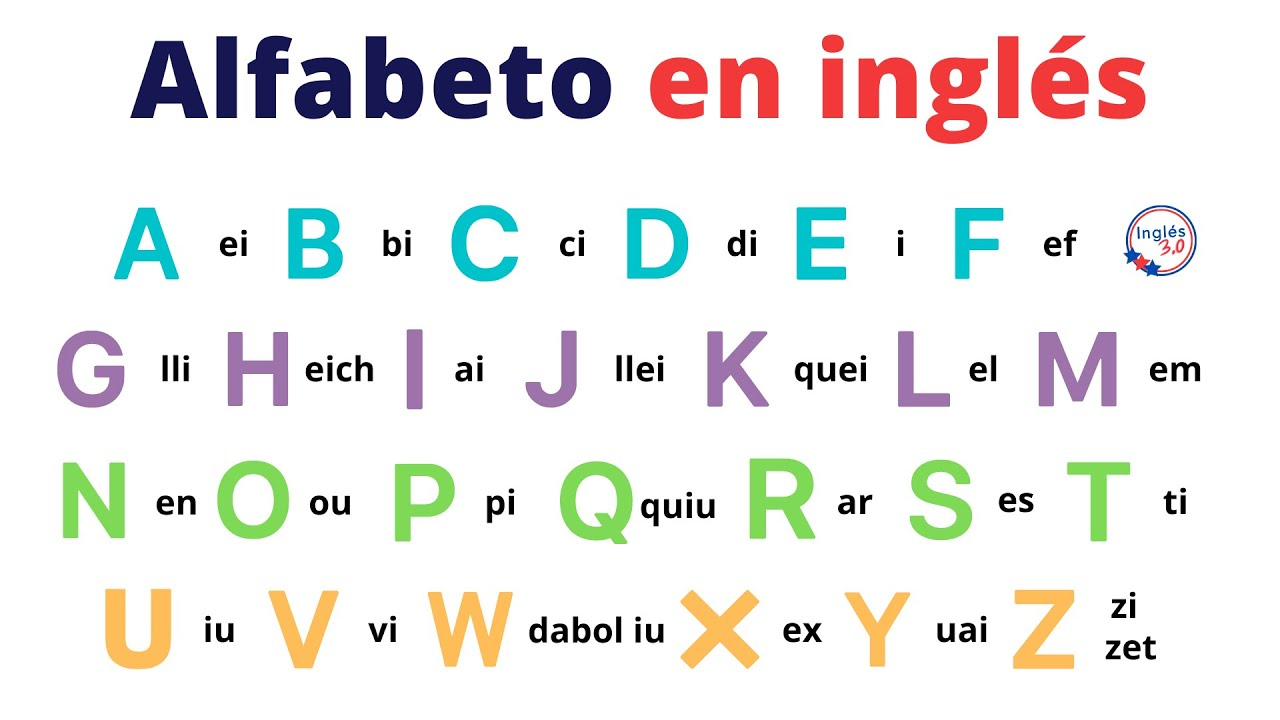 Alfabeto en inglés
A ei B bi C ci D di E i F ef Inglés 3.0
G lli H eich I ai J llei K quei L el M em
N en O ou P pi Q quiu R ar S es T ti
U iu V vi W dabol iu X ex Y uai Z zi
zet